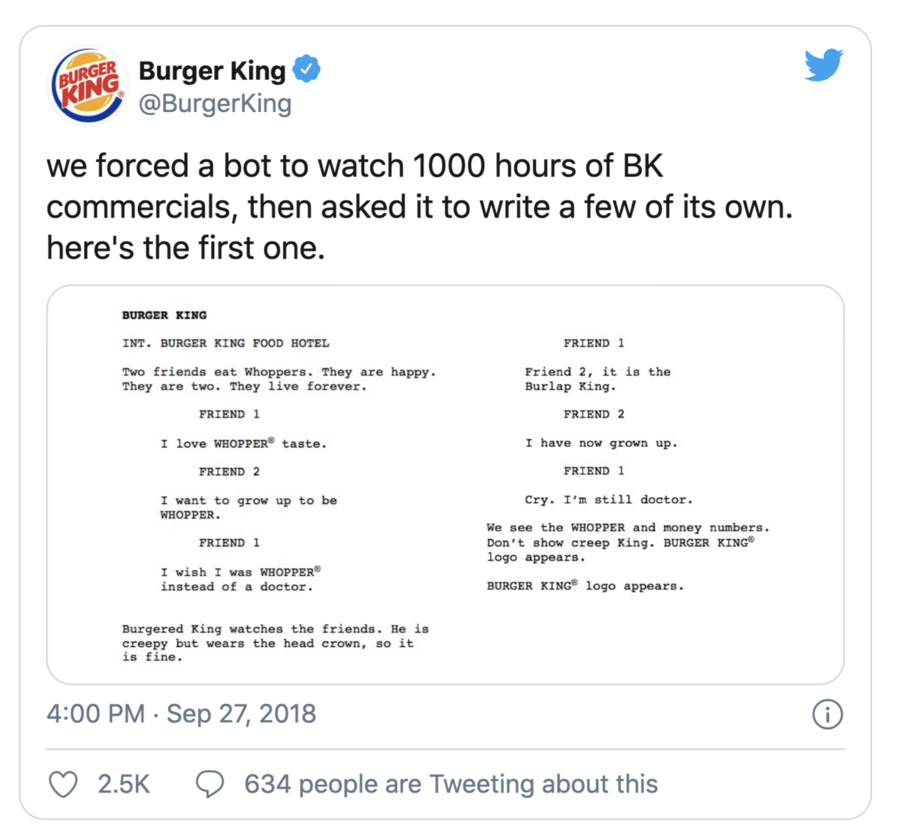 BURGER
KING
Burger King
@BurgerKing
we forced a bot to watch 1000 hours of BK
commercials, then asked it to write a few of its own.
here's the first one.
BURGER KING
INT. BURGER KING FOOD HOTEL
Two friends eat Whoppers. They are happy.
They are two. They live forever.
FRIEND 1
I love WHOPPER® taste.
FRIEND 2
I want to grow up to be
WHOPPER.
FRIEND 1
I wish I was WHOPPER®
instead of a doctor.
Burgered King watches the friends. He is
creepy but wears the head crown, so it
is fine.
FRIEND 1
Friend 2, it is the
Burlap King.
FRIEND 2
I have now grown up.
FRIEND 1
Cry. I'm still doctor.
We see the WHOPPER and money numbers.
Don't show creep King. BURGER KING®
logo appears.
BURGER KING® logo appears.
4:00 PM · Sep 27, 2018
2.5K
634 people are Tweeting about this